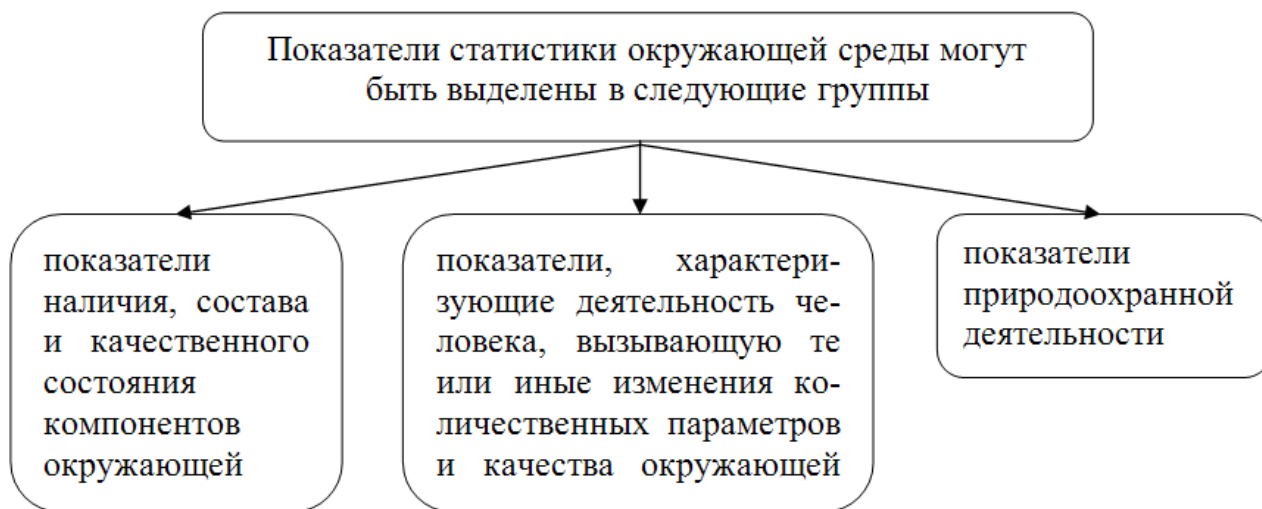 Показатели статистики окружающей среды могут
быть выделены в следующие группы
показатели
наличия, состава
и качественного
состояния
компонентов
окружающей
показатели, характери-
зующие деятельность че-
ловека, вызывающую те
или иные изменения ко-
личественных параметров
и качества окружающей
показатели
природоохранной
деятельности